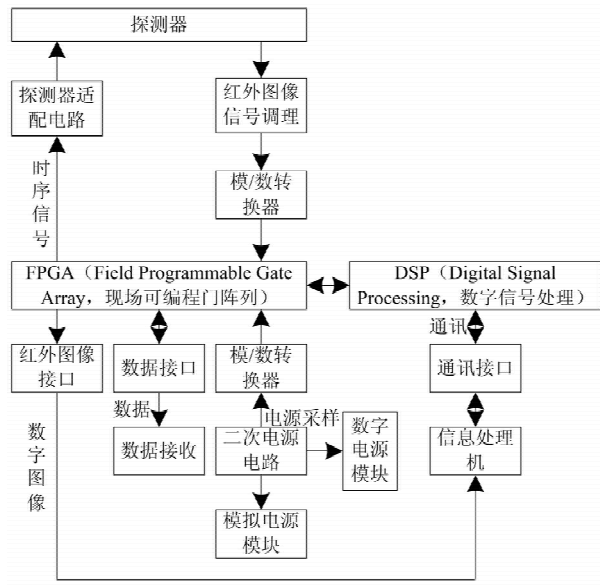 探测器
探测器适
配电路
红外图像
信号调理
时序信号
模/数转
换器
FPGA（Field Programmable Gate
Array，现场可编程门阵列）
DSP（Digital Signal
Processing，数字信号处理）
通讯
红外图像
接口
数据接口
模/数转
换器
通讯接口
数据
电源采样
数字图像
数据接收
二次电源
电路
数字
电源
模块
信息处理
机
模拟电源
模块